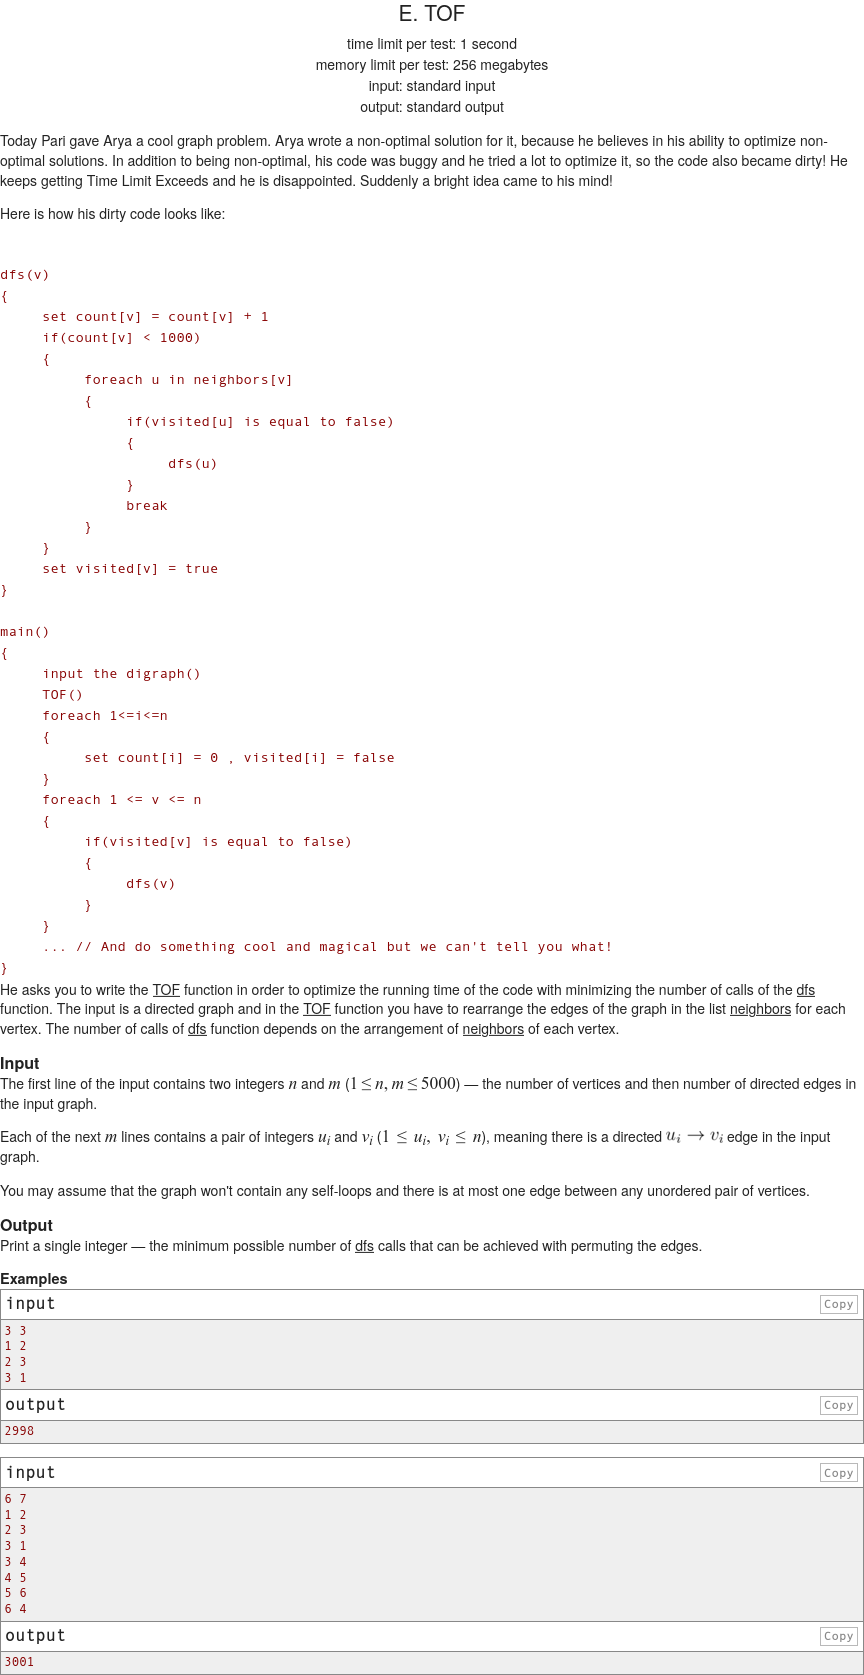 E. TOF
time limit per test: 1 second
memory limit per test: 256 megabytes
input: standard input
output: standard output
Today Pari gave Arya a cool graph problem. Arya wrote a non-optimal solution for it, because he believes in his ability to optimize non-
optimal solutions. In addition to being non-optimal, his code was buggy and he tried a lot to optimize it, so the code also became dirty! He
keeps getting Time Limit Exceeds and he is disappointed. Suddenly a bright idea came to his mind!
Here is how his dirty code looks like:
dfs(v)
{
     set count[v] = count[v] + 1
     if(count[v] < 1000)
     {
          foreach u in neighbors[v]
          {
               if(visited[u] is equal to false)
               {
                    dfs(u)
               }
               break
          }
     }
     set visited[v] = true
}
main()
{
     input the digraph()
     TOF()
     foreach 1<=i<=n
     {
          set count[i] = 0 , visited[i] = false
     }
     foreach 1 <= v <= n
     {
          if(visited[v] is equal to false)
          {
               dfs(v)
          }
     }
     ... // And do something cool and magical but we can't tell you what!
}
He asks you to write the TOF function in order to optimize the running time of the code with minimizing the number of calls of the dfs
function. The input is a directed graph and in the TOF function you have to rearrange the edges of the graph in the list neighbors for each
vertex. The number of calls of dfs function depends on the arrangement of neighbors of each vertex.
Input
The first line of the input contains two integers n and m (1 ≤ n, m ≤ 5000) — the number of vertices and then number of directed edges in
the input graph.
Each of the next m lines contains a pair of integers u_i and v_i (1 ≤ u_i, v_i ≤ n), meaning there is a directed u_i → v_i edge in the input
graph.
You may assume that the graph won't contain any self-loops and there is at most one edge between any unordered pair of vertices.
Output
Print a single integer — the minimum possible number of dfs calls that can be achieved with permuting the edges.
Examples
input Copy
3 3
1 2
2 3
3 1
output Copy
2998
input Copy
6 7
1 2
2 3
3 1
3 4
4 5
5 6
6 4
output Copy
3001